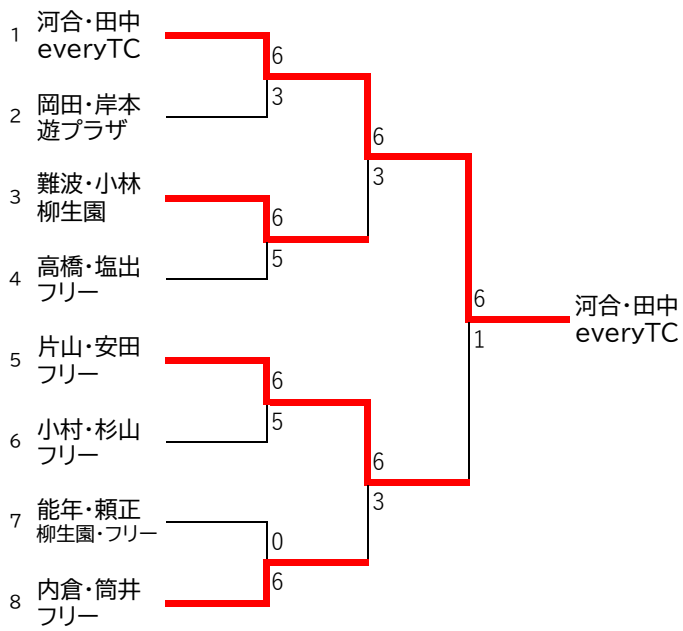 1
河合・田中
everyTC
6
3
2
岡田・岸本
遊プラザ
6
3
3
難波・小林
柳生園
6
5
4
高橋・塩出
フリー
6
1
河合・田中
everyTC
5
片山・安田
フリー
6
5
6
小村・杉山
フリー
6
3
7
能年・頼正
柳生園・フリー
0
6
8
内倉・筒井
フリー